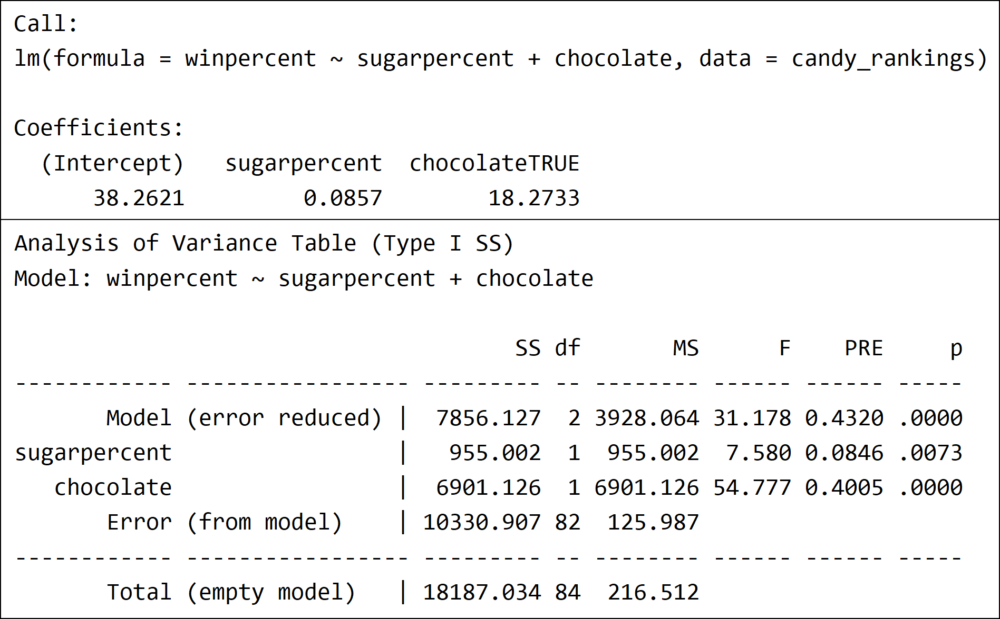 Call:
lm(formula = winpercent ~ sugarpercent + chocolate, data = candy_rankings)
Coefficients:
(Intercept) sugarpercent chocolateTRUE
38.2621 0.0857 18.2733
Analysis of Variance Table (Type I SS)
Model: winpercent ~ sugarpercent + chocolate
SS df MS F PRE p
------------ ----------------- --------- -- -------- ------ ------ -----
Model (error reduced) | 7856.127 2 3928.064 31.178 0.4320 .0000
sugarpercent | 955.002 1 955.002 7.580 0.0846 .0073
chocolate | 6901.126 1 6901.126 54.777 0.4005 .0000
Error (from model) | 10330.907 82 125.987
------------ ----------------- --------- -- -------- ------ ------ -----
Total (empty model) | 18187.034 84 216.512